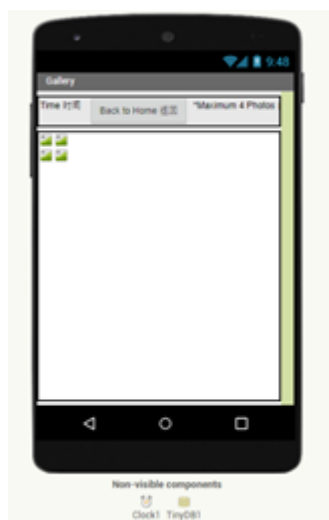 9:48
Gallery
Time 时间 Back to Home 返回 *Maximum 4 Photos
Non-visible components
Clock1 TinyDB1